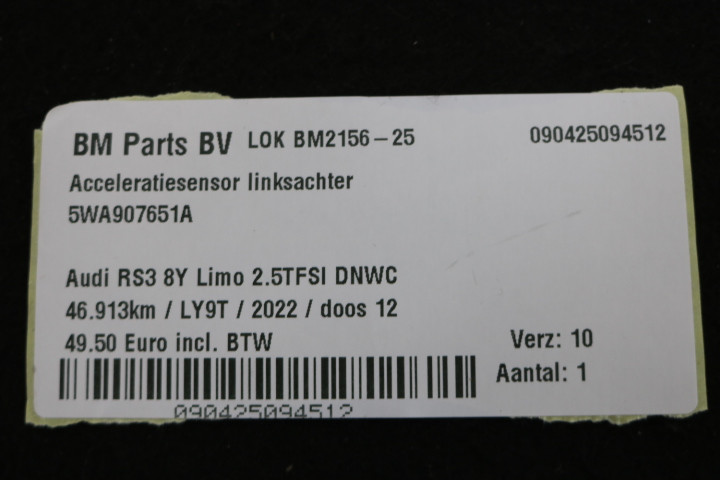 BM Parts BV LOK BM2156-25 090425094512
Acceleratiesensor linksachter
5WA907651A
Audi RS3 8Y Limo 2.5TFSI DNWC
46.913km / LY9T / 2022 / doos 12
49.50 Euro incl. BTW Verz: 10
Aantal: 1
090425094512